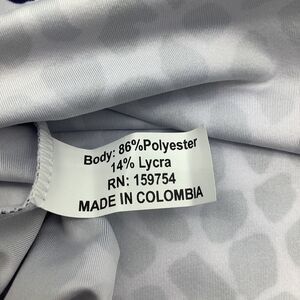 Body: 86%Polyester
14% Lycra
RN: 159754
MADE IN COLOMBIA